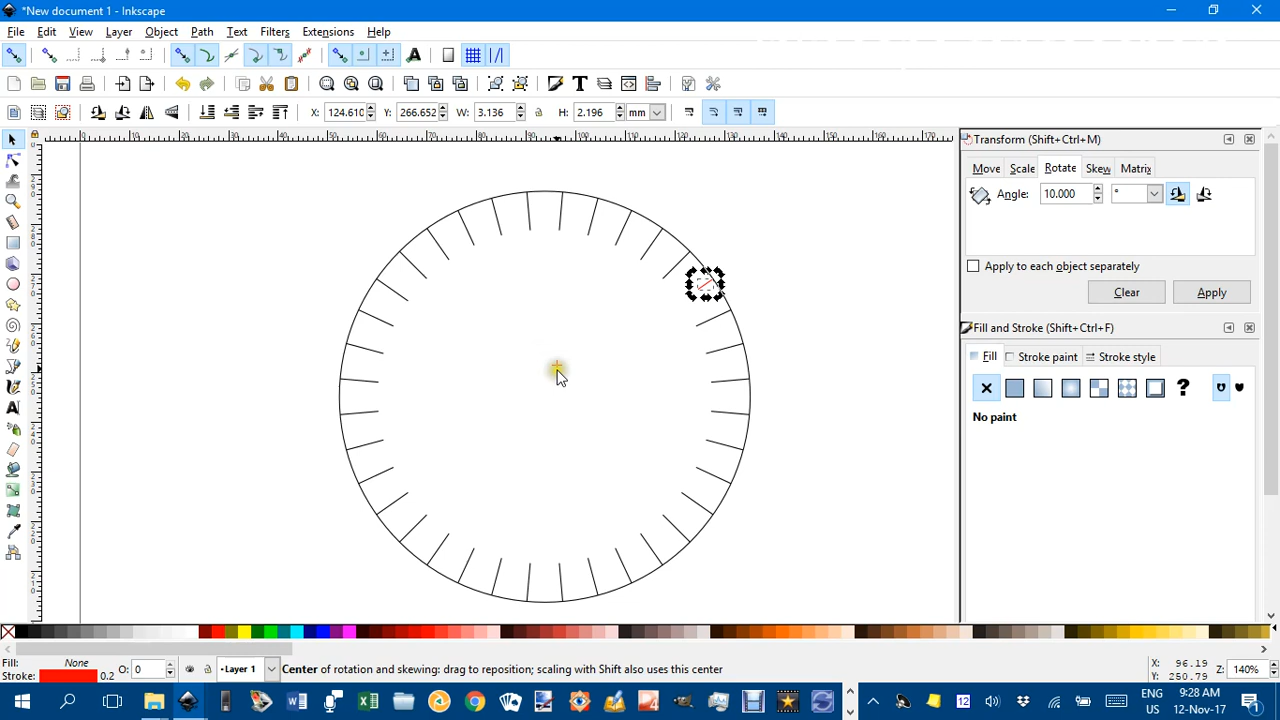 *New document 1 - Inkscape
File Edit View Layer Object Path Text Filters Extensions Help
X: 124.610 Y: 266.652 W: 3.136 H: 2.196 mm
Transform (Shift+Ctrl+M)
Move Scale Rotate Skew Matrix
Angle: 10.000 °
Apply to each object separately
Clear Apply
Fill and Stroke (Shift+Ctrl+F)
Fill Stroke paint Stroke style
No paint
Fill: None
Stroke: 0.2
O: 0
Layer 1
Center of rotation and skewing: drag to reposition; scaling with Shift also uses this center
X: 96.19
Y: 250.79
Z: 140%
ENG
US
9:28 AM
12-Nov-17